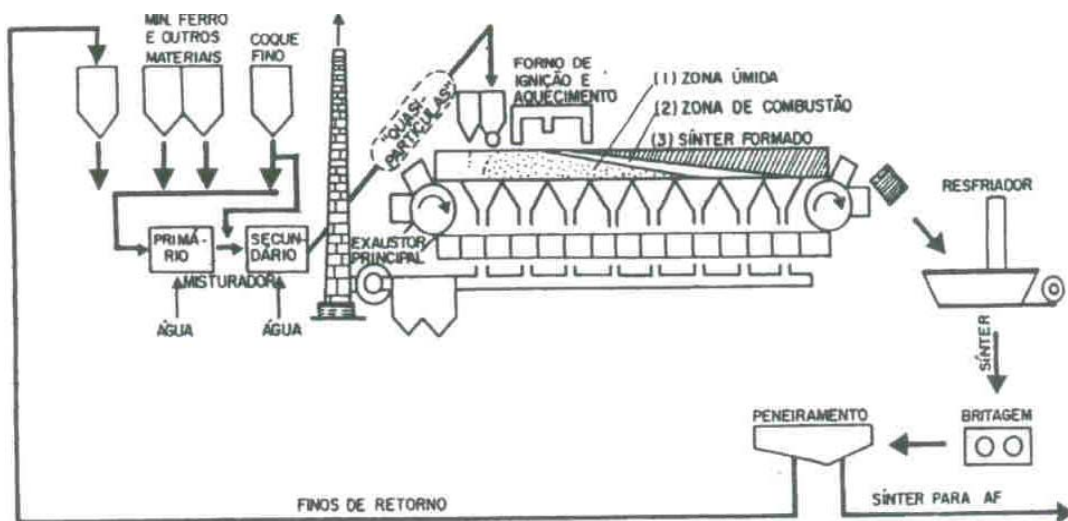 MIN. FERRO
E OUTROS
MATERIAIS
COQUE
FINO
"QUASI
PARTÍCULAS"
FORNO DE
IGNIÇÃO E
AQUECIMENTO
(1) ZONA ÚMIDA
(2) ZONA DE COMBUSTÃO
(3) SÍNTER FORMADO
RESFRIADOR
PRIMÁ-
RIO
SECUN-
DÁRIO
MISTURADOR
ÁGUA
ÁGUA
EXAUSTOR
PRINCIPAL
SÍNTER
PENEIRAMENTO
BRITAGEM
FINOS DE RETORNO
SÍNTER PARA AF